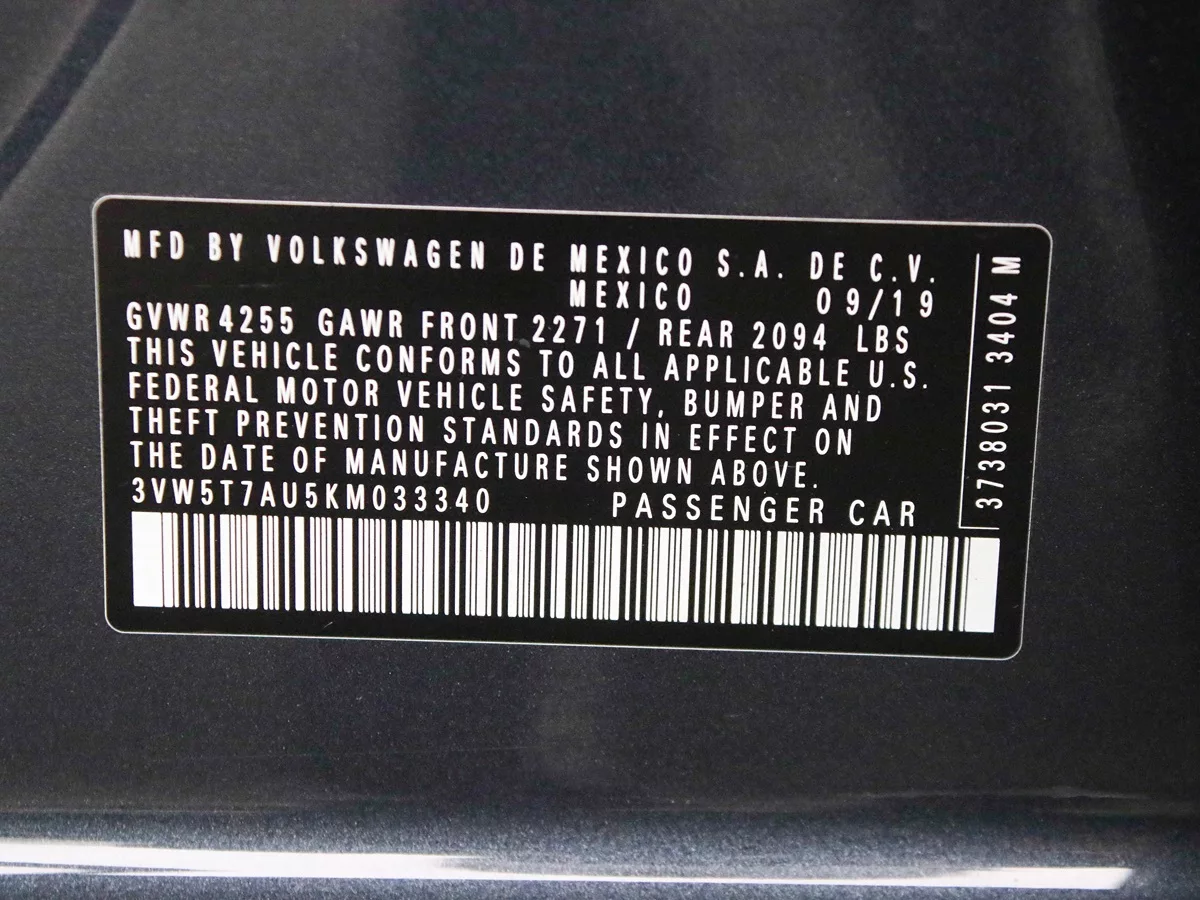 MFD BY VOLKSWAGEN DE MEXICO S.A. DE C.V.
MEXICO 09/19
GVWR 4255 GAWR FRONT 2271 / REAR 2094 LBS
THIS VEHICLE CONFORMS TO ALL APPLICABLE U.S.
FEDERAL MOTOR VEHICLE SAFETY, BUMPER AND
THEFT PREVENTION STANDARDS IN EFFECT ON
THE DATE OF MANUFACTURE SHOWN ABOVE.
3VW5T7AU5KM033340 PASSENGER CAR
3738031 3404 M